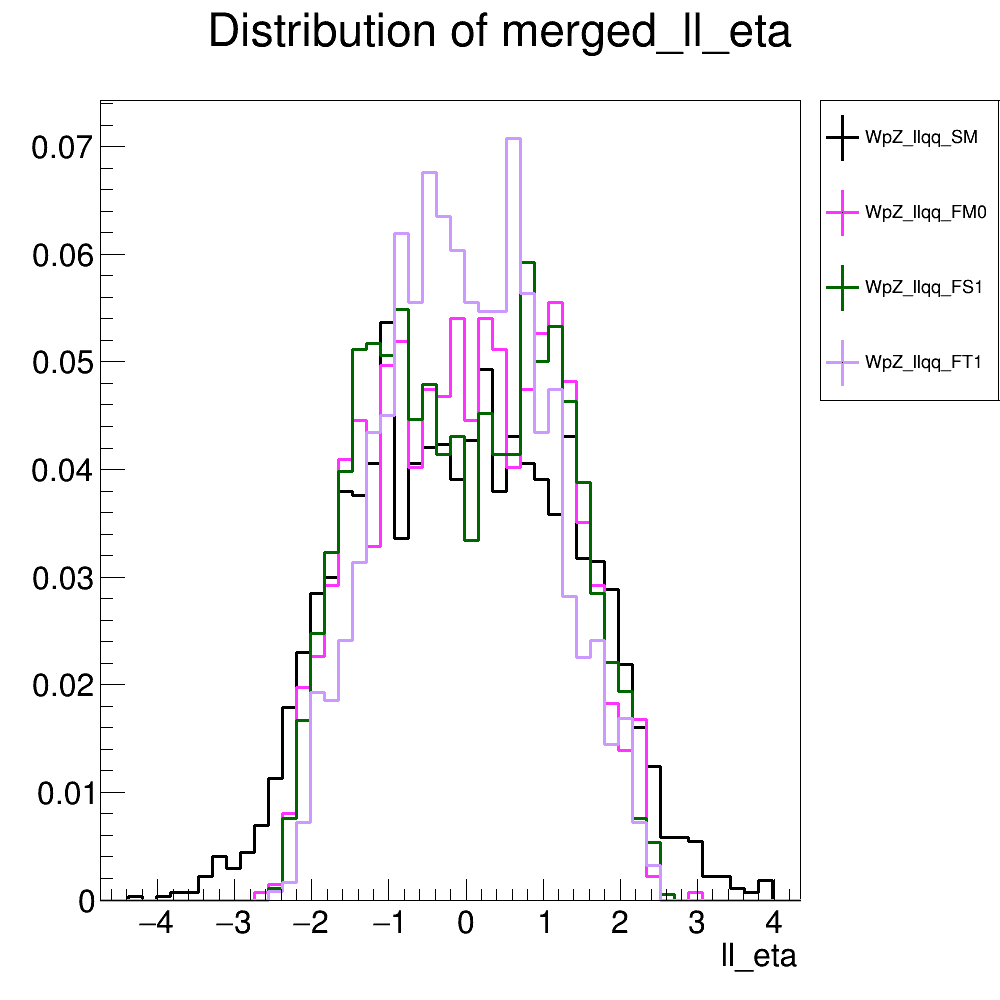 Distribution of merged_ll_eta
WpZ_llqq_SM
WpZ_llqq_FM0
WpZ_llqq_FS1
WpZ_llqq_FT1
0.07
0.06
0.05
0.04
0.03
0.02
0.01
0
−4 −3 −2 −1 0 1 2 3 4
ll_eta